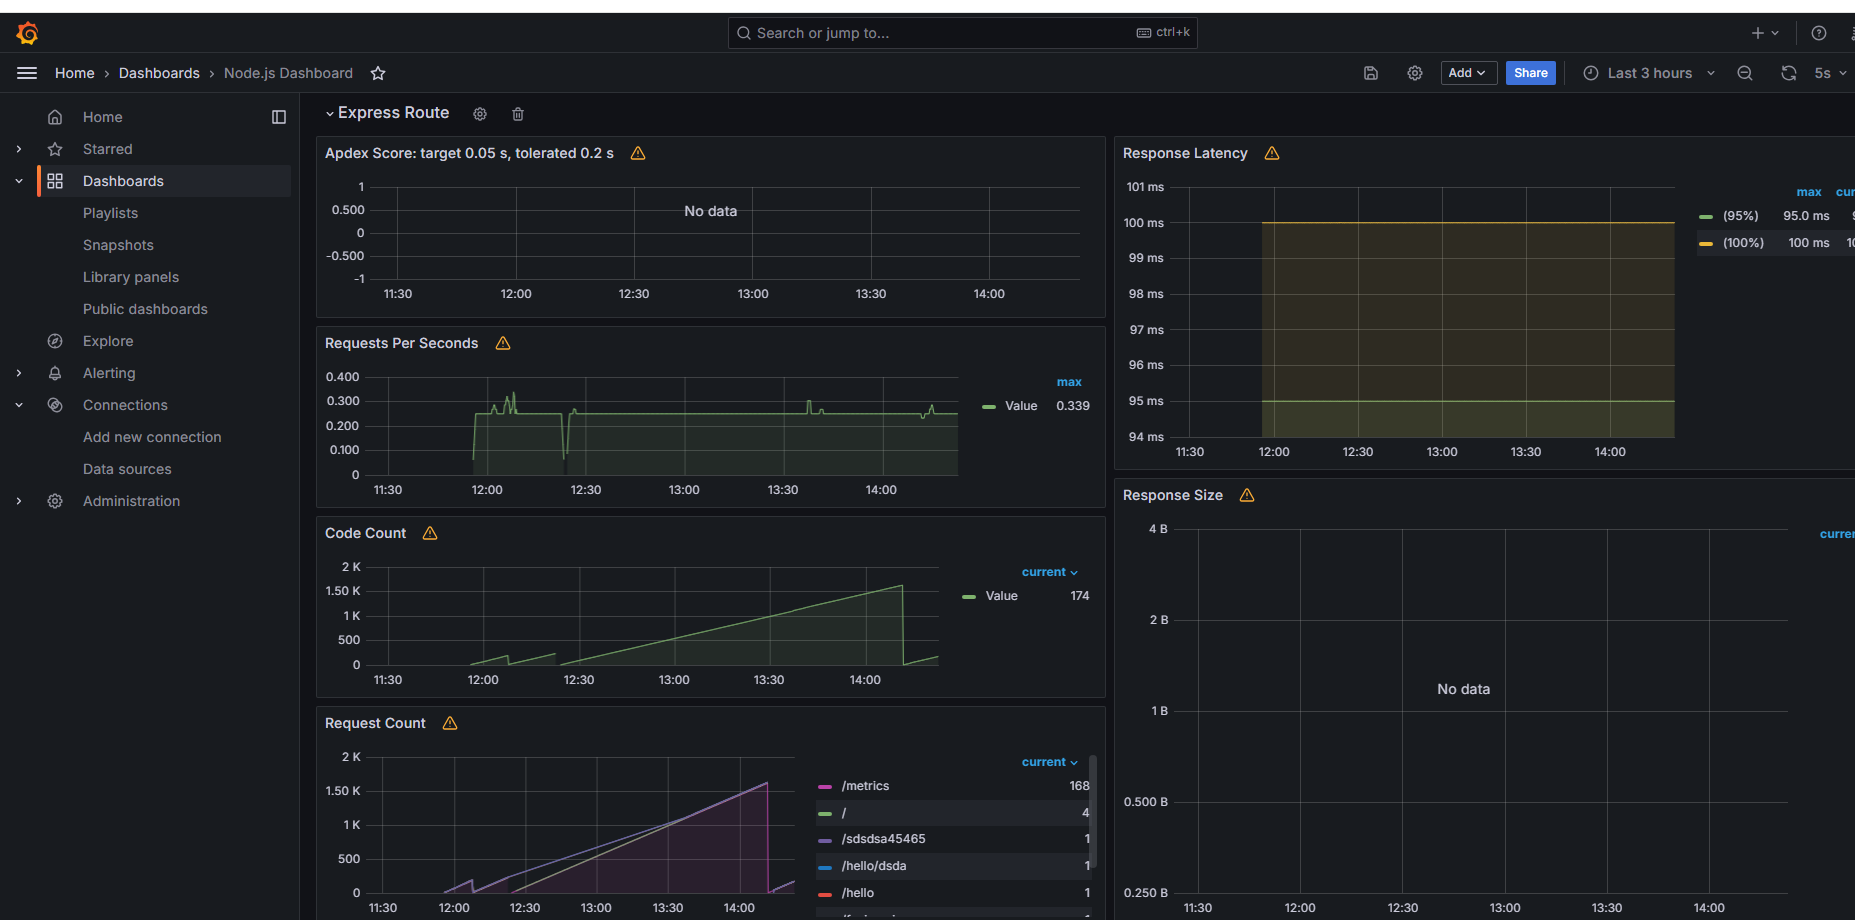 Search or jump to...
ctrl+k
Home › Dashboards › Node.js Dashboard
Add
Share
Last 3 hours
5s
Home
Starred
Dashboards
Playlists
Snapshots
Library panels
Public dashboards
Explore
Alerting
Connections
Add new connection
Data sources
Administration
Express Route
Apdex Score: target 0.05 s, tolerated 0.2 s
1
0.500
0
-0.500
-1
No data
11:30 12:00 12:30 13:00 13:30 14:00
Requests Per Seconds
0.400
0.300
0.200
0.100
0
11:30 12:00 12:30 13:00 13:30 14:00
max
Value 0.339
Code Count
2 K
1.50 K
1 K
500
0
11:30 12:00 12:30 13:00 13:30 14:00
current
Value 174
Request Count
2 K
1.50 K
1 K
500
0
11:30 12:00 12:30 13:00 13:30 14:00
current
/metrics 168
/ 4
/sdsdsa45465 1
/hello/dsda 1
/hello 1
Response Latency
101 ms
100 ms
99 ms
98 ms
97 ms
96 ms
95 ms
94 ms
11:30 12:00 12:30 13:00 13:30 14:00
max cur
(95%) 95.0 ms 9
(100%) 100 ms 10
Response Size
4 B
2 B
1 B
0.500 B
0.250 B
No data
11:30 12:00 12:30 13:00 13:30 14:00
curren